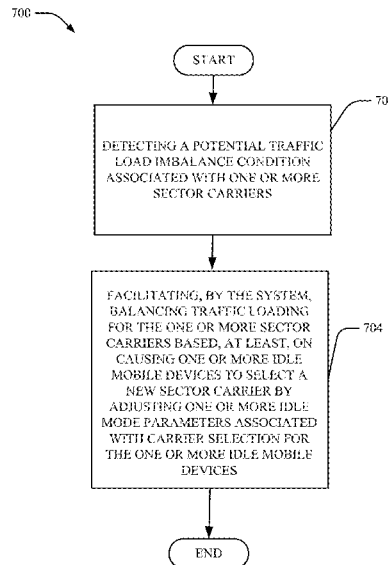 700
START
70
DETECTING A POTENTIAL TRAFFIC
LOAD IMBALANCE CONDITION
ASSOCIATED WITH ONE OR MORE
SECTOR CARRIERS
FACILITATING, BY THE SYSTEM,
BALANCING TRAFFIC LOADING
FOR THE ONE OR MORE SECTOR
CARRIERS BASED, AT LEAST, ON
CAUSING ONE OR MORE IDLE
MOBILE DEVICES TO SELECT A
NEW SECTOR CARRIER BY
ADJUSTING ONE OR MORE IDLE
MODE PARAMETERS ASSOCIATED
WITH CARRIER SELECTION FOR
THE ONE OR MORE IDLE MOBILE
DEVICES
704
END